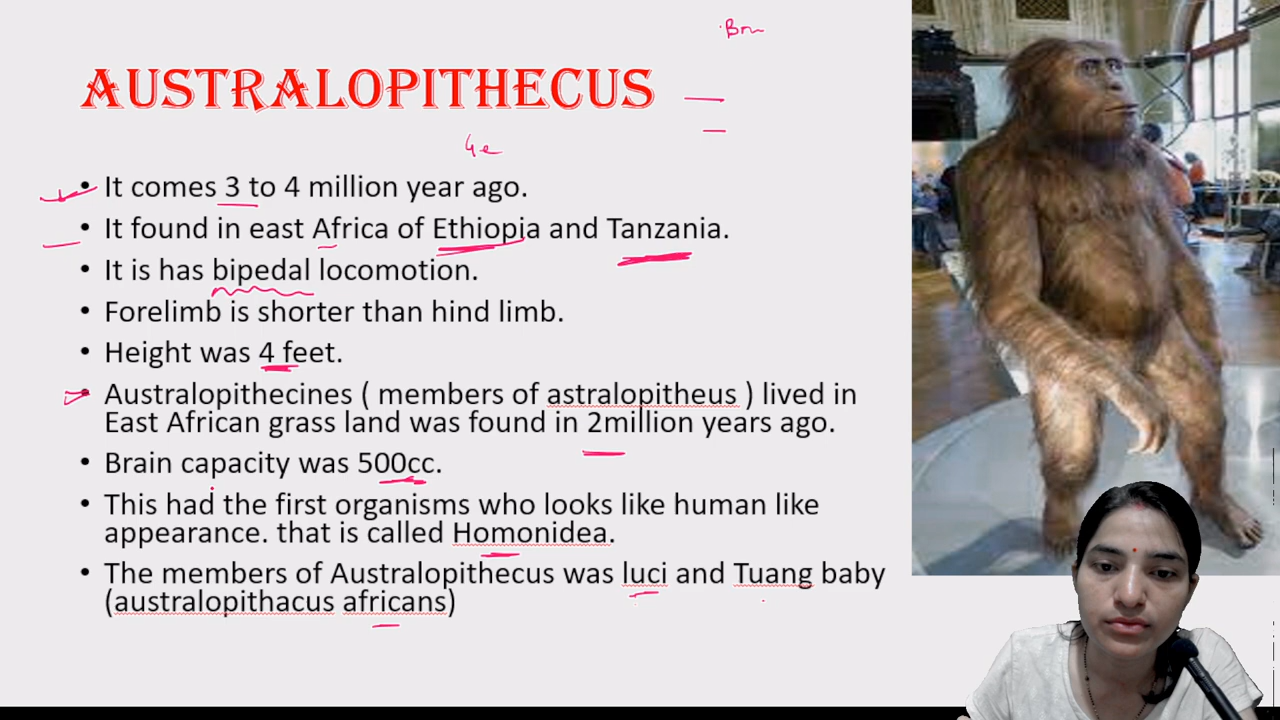 AUSTRALOPITHECUS
• It comes 3 to 4 million year ago.
• It found in east Africa of Ethiopia and Tanzania.
• It is has bipedal locomotion.
• Forelimb is shorter than hind limb.
• Height was 4 feet.
• Australopithecines ( members of astralopitheus ) lived in
East African grass land was found in 2million years ago.
• Brain capacity was 500cc.
• This had the first organisms who looks like human like
appearance. that is called Homonidea.
• The members of Australopithecus was luci and Tuang baby
(australopithacus africans)